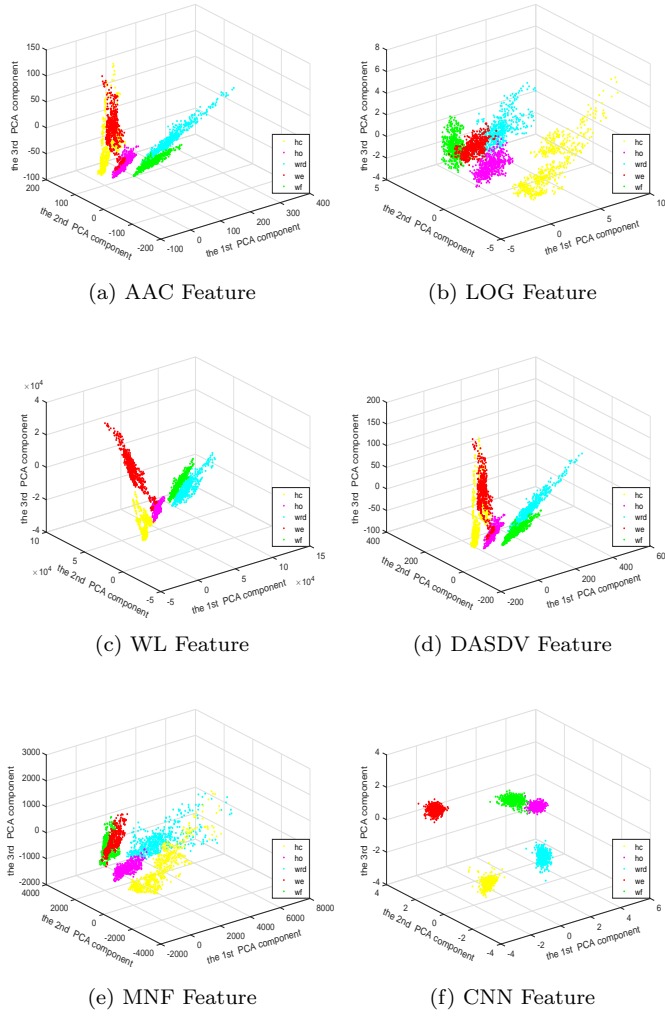 150
100
50
0
-50
-100
200
100
0
-100
-200
-100
0
100
200
300
400
the 3rd PCA component
the 2nd PCA component
the 1st PCA component
hc
ho
wrd
we
wf
(a) AAC Feature
8
6
4
2
0
-2
-4
5
0
-5
-5
0
5
10
the 3rd PCA component
the 2nd PCA component
the 1st PCA component
hc
ho
wrd
we
wf
(b) LOG Feature
×10⁴
4
2
0
-2
-4
10
5
0
-5
×10⁴
-5
0
5
10
15
×10⁴
the 3rd PCA component
the 2nd PCA component
the 1st PCA component
hc
ho
wrd
we
wf
(c) WL Feature
200
150
100
50
0
-50
-100
400
200
0
-200
-200
0
200
400
60
the 3rd PCA component
the 2nd PCA component
the 1st PCA component
hc
ho
wrd
we
wf
(d) DASDV Feature
3000
2000
1000
0
-1000
-2000
4000
2000
0
-2000
-4000
-2000
0
2000
4000
6000
8000
the 3rd PCA component
the 2nd PCA component
the 1st PCA component
hc
ho
wrd
we
wf
(e) MNF Feature
4
2
0
-2
-4
4
2
0
-2
-4
-4
-2
0
2
4
6
the 3rd PCA component
the 2nd PCA component
the 1st PCA component
hc
ho
wrd
we
wf
(f) CNN Feature